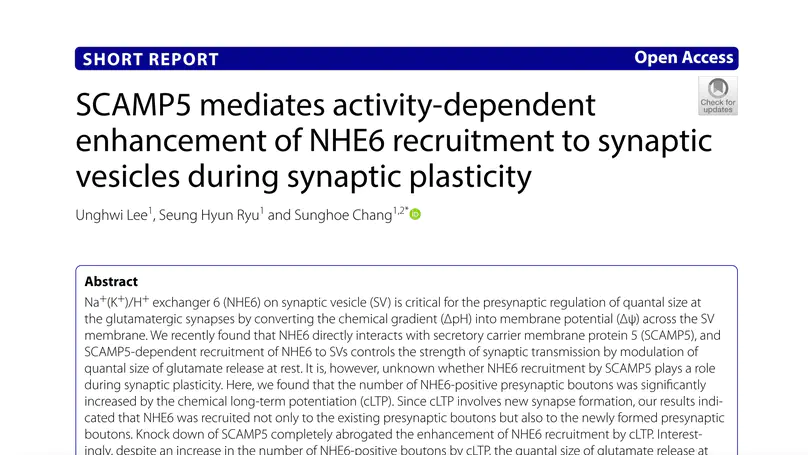 SHORT REPORT
Open Access
Check for
updates
SCAMP5 mediates activity-dependent
enhancement of NHE6 recruitment to synaptic
vesicles during synaptic plasticity
Unghwi Lee1, Seung Hyun Ryu1 and Sunghoe Chang1,2*
iD
Abstract
Na+(K+)/H+ exchanger 6 (NHE6) on synaptic vesicle (SV) is critical for the presynaptic regulation of quantal size at
the glutamatergic synapses by converting the chemical gradient (ΔpH) into membrane potential (Δψ) across the SV
membrane. We recently found that NHE6 directly interacts with secretory carrier membrane protein 5 (SCAMP5), and
SCAMP5-dependent recruitment of NHE6 to SVs controls the strength of synaptic transmission by modulation of
quantal size of glutamate release at rest. It is, however, unknown whether NHE6 recruitment by SCAMP5 plays a role
during synaptic plasticity. Here, we found that the number of NHE6-positive presynaptic boutons was significantly
increased by the chemical long-term potentiation (cLTP). Since cLTP involves new synapse formation, our results indi-
cated that NHE6 was recruited not only to the existing presynaptic boutons but also to the newly formed presynaptic
boutons. Knock down of SCAMP5 completely abrogated the enhancement of NHE6 recruitment by cLTP. Interest-
ingly, despite an increase in the number of NHE6-positive boutons by cLTP, the quantal size of glutamate release at